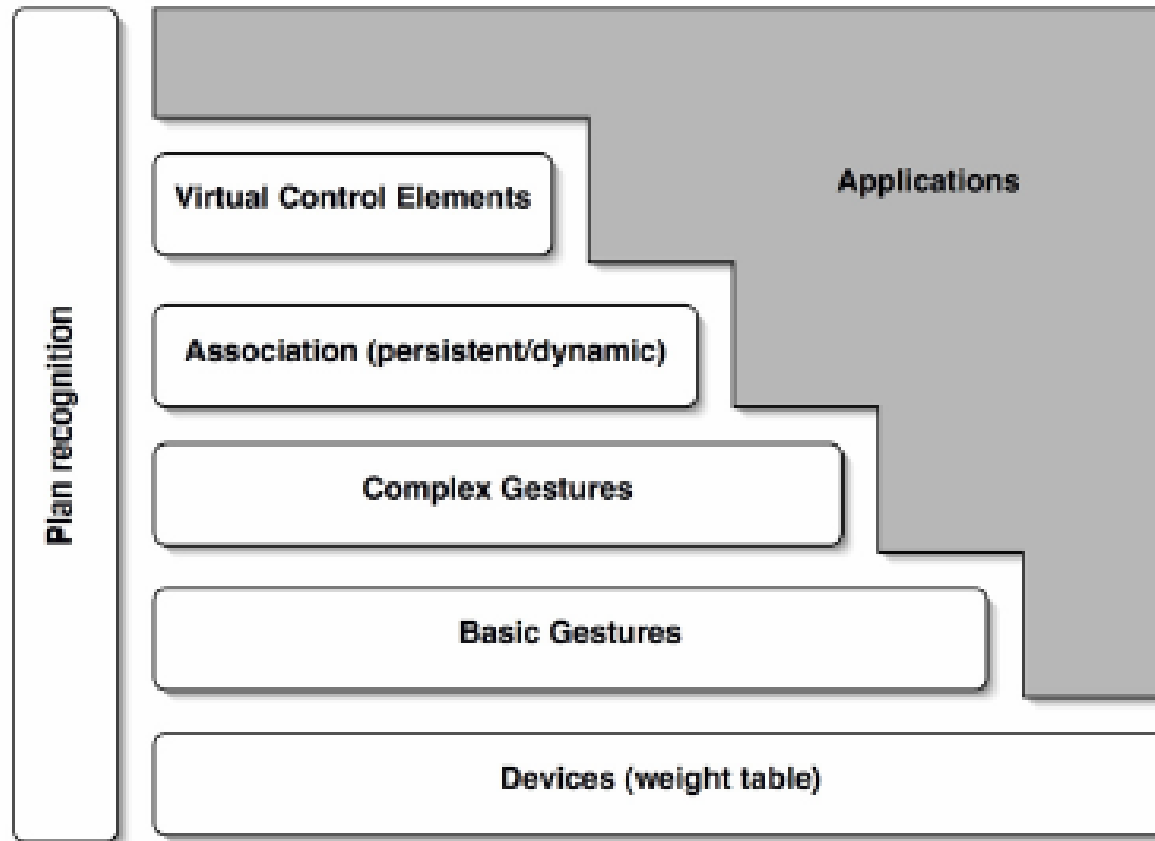 Plan recognition
Virtual Control Elements
Applications
Association (persistent/dynamic)
Complex Gestures
Basic Gestures
Devices (weight table)